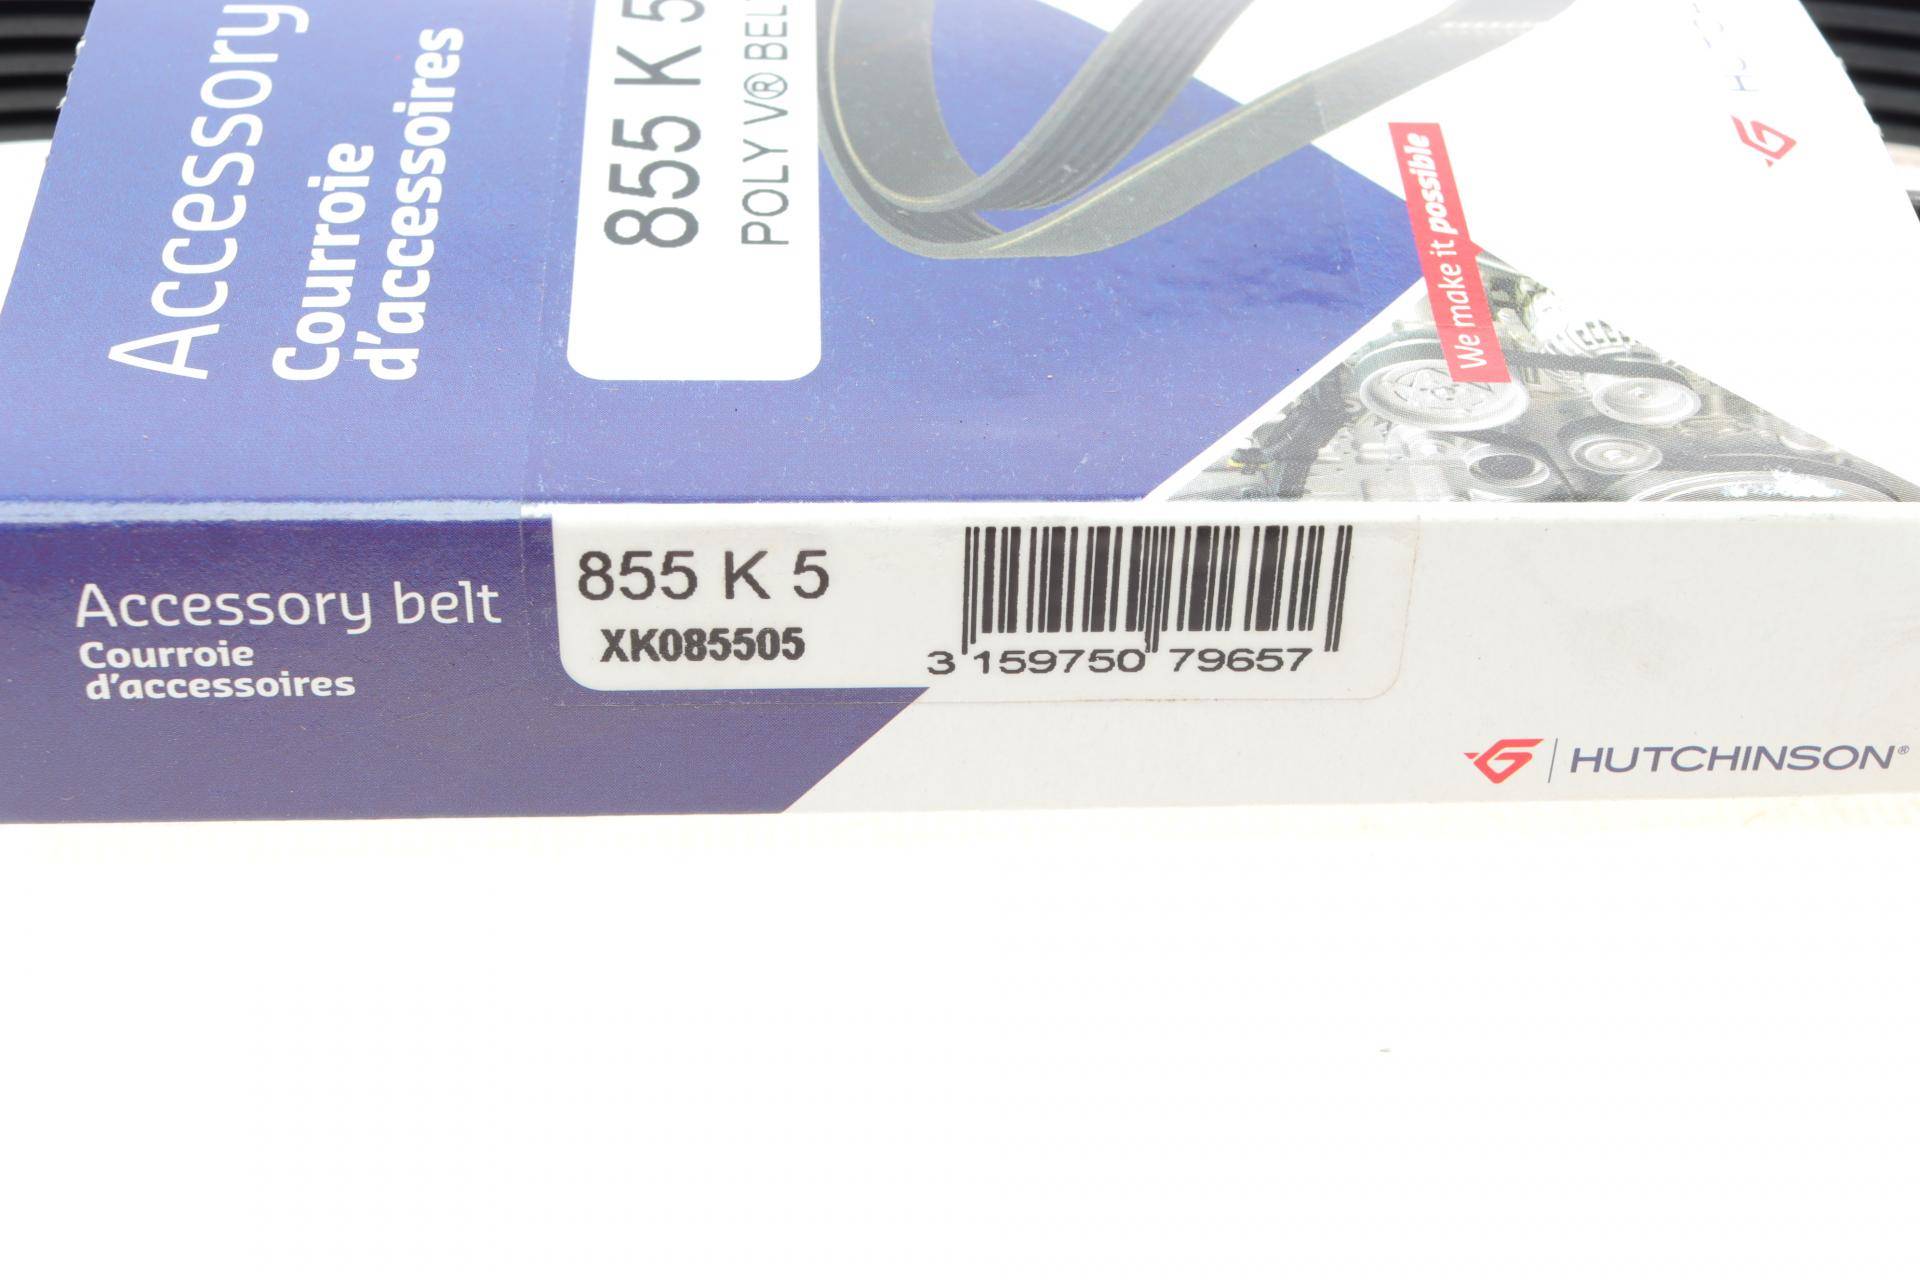 Accessory
Courroie
d'accessoires
855 K 5
POLY V® BELT
We make it possible
Accessory belt
Courroie
d'accessoires
855 K 5
XK085505
3 159750 79657
HUTCHINSON®